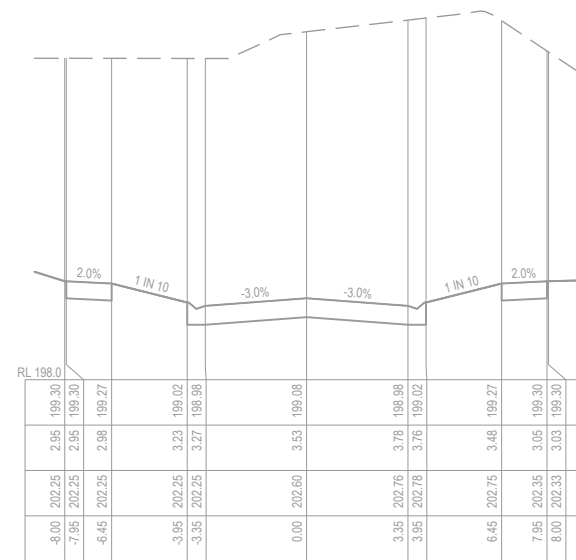 2.0%
1 IN 10
-3.0%
-3.0%
1 IN 10
2.0%
RL 198.0
199.30 199.30 199.27 199.02 198.98 199.08 198.98 199.02 199.27 199.30 199.30
2.95 2.95 2.98 3.23 3.27 3.53 3.78 3.76 3.48 3.05 3.03
202.25 202.25 202.25 202.25 202.25 202.60 202.76 202.78 202.75 202.35 202.33
-8.00 -7.95 -6.45 -3.95 -3.35 0.00 3.35 3.95 6.45 7.95 8.00